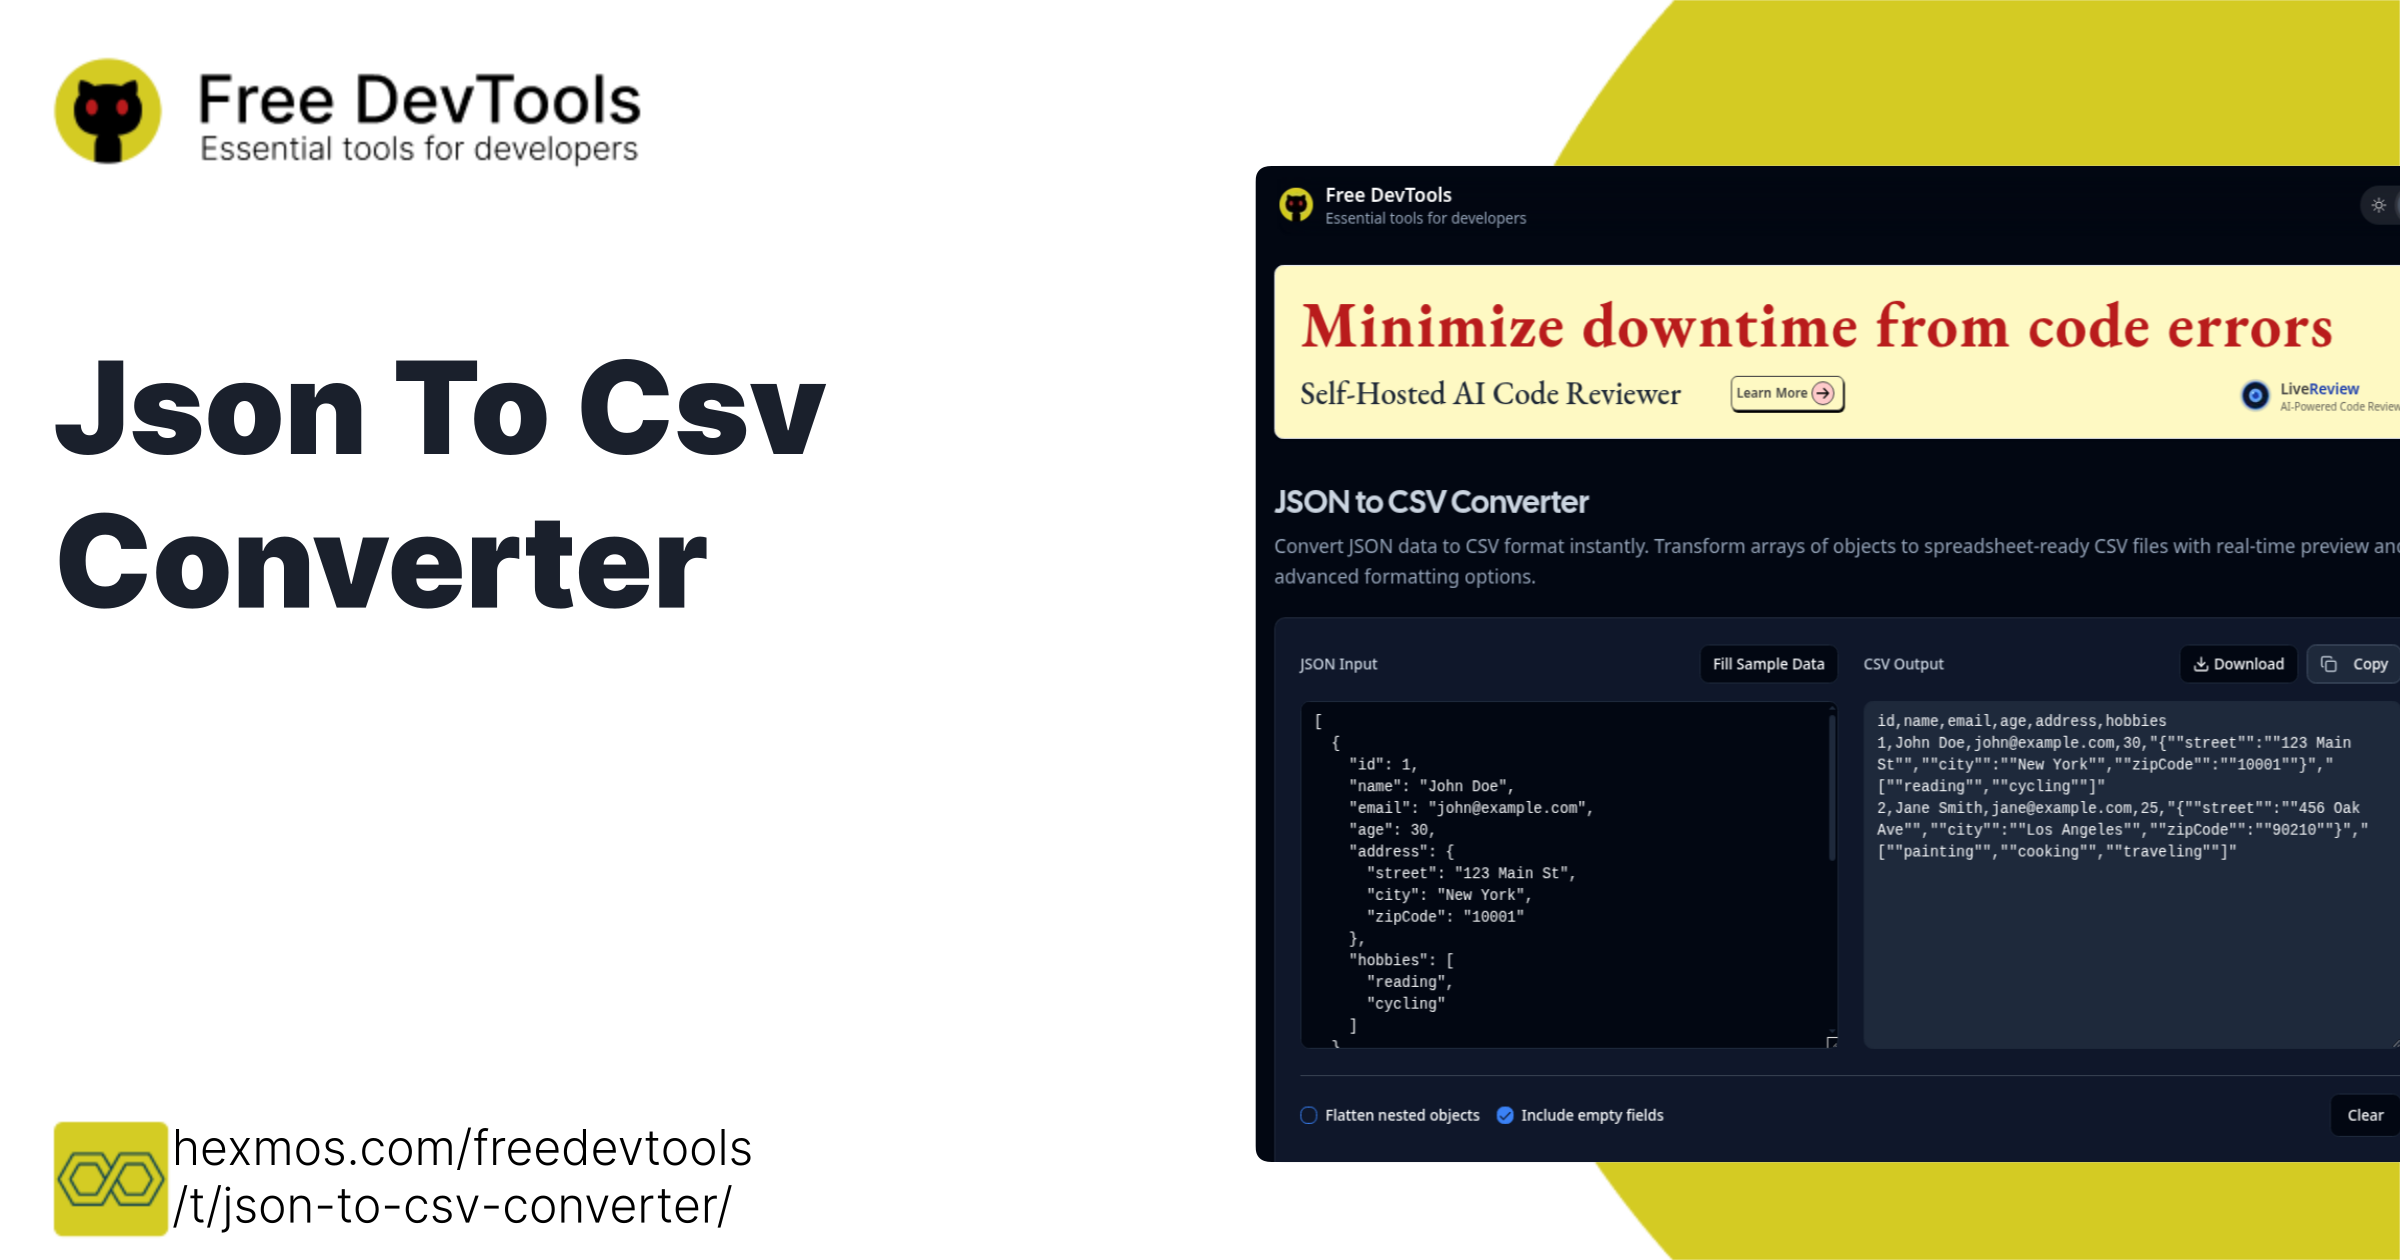 Free DevTools
Essential tools for developers
Json To Csv
Converter
hexmos.com/freedevtools
/t/json-to-csv-converter/
Free DevTools
Essential tools for developers
Minimize downtime from code errors
Self-Hosted AI Code Reviewer
Learn More
LiveReview
AI-Powered Code Review
JSON to CSV Converter
Convert JSON data to CSV format instantly. Transform arrays of objects to spreadsheet-ready CSV files with real-time preview and
advanced formatting options.
JSON Input
Fill Sample Data
[
{
"id": 1,
"name": "John Doe",
"email": "john@example.com",
"age": 30,
"address": {
"street": "123 Main St",
"city": "New York",
"zipCode": "10001"
},
"hobbies": [
"reading",
"cycling"
]
}
CSV Output
Download
Copy
id,name,email,age,address,hobbies
1,John Doe,john@example.com,30,"{""street"":""123 Main
St"",""city"":""New York"",""zipCode"":""10001""}","
[""reading"",""cycling""]"
2,Jane Smith,jane@example.com,25,"{""street"":""456 Oak
Ave"",""city"":""Los Angeles"",""zipCode"":""90210""}","
[""painting"",""cooking"",""traveling""]"
Flatten nested objects
Include empty fields
Clear